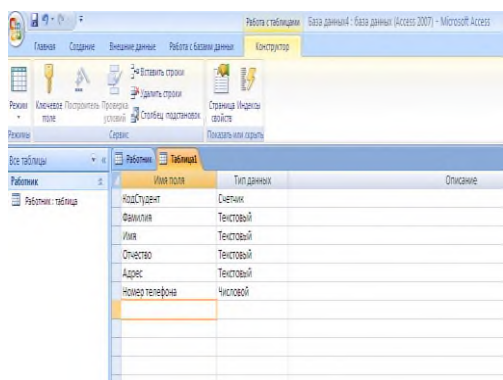 Работа с таблицами База данных4 : база данных (Access 2007) - Microsoft Access
Главная Создание Внешние данные Работа с базами данных Конструктор
Режим
Ключевое поле
Построитель
Проверка условий
Вставить строки
Удалить строки
Столбец подстановок
Страница свойств
Индексы
Режимы Сервис Показать или скрыть
Все таблицы Работник Таблица1
Работник
Работник : таблица
Имя поля Тип данных Описание
КодСтудент Счетчик
Фамилия Текстовый
Имя Текстовый
Отчество Текстовый
Адрес Текстовый
Номер телефона Числовой